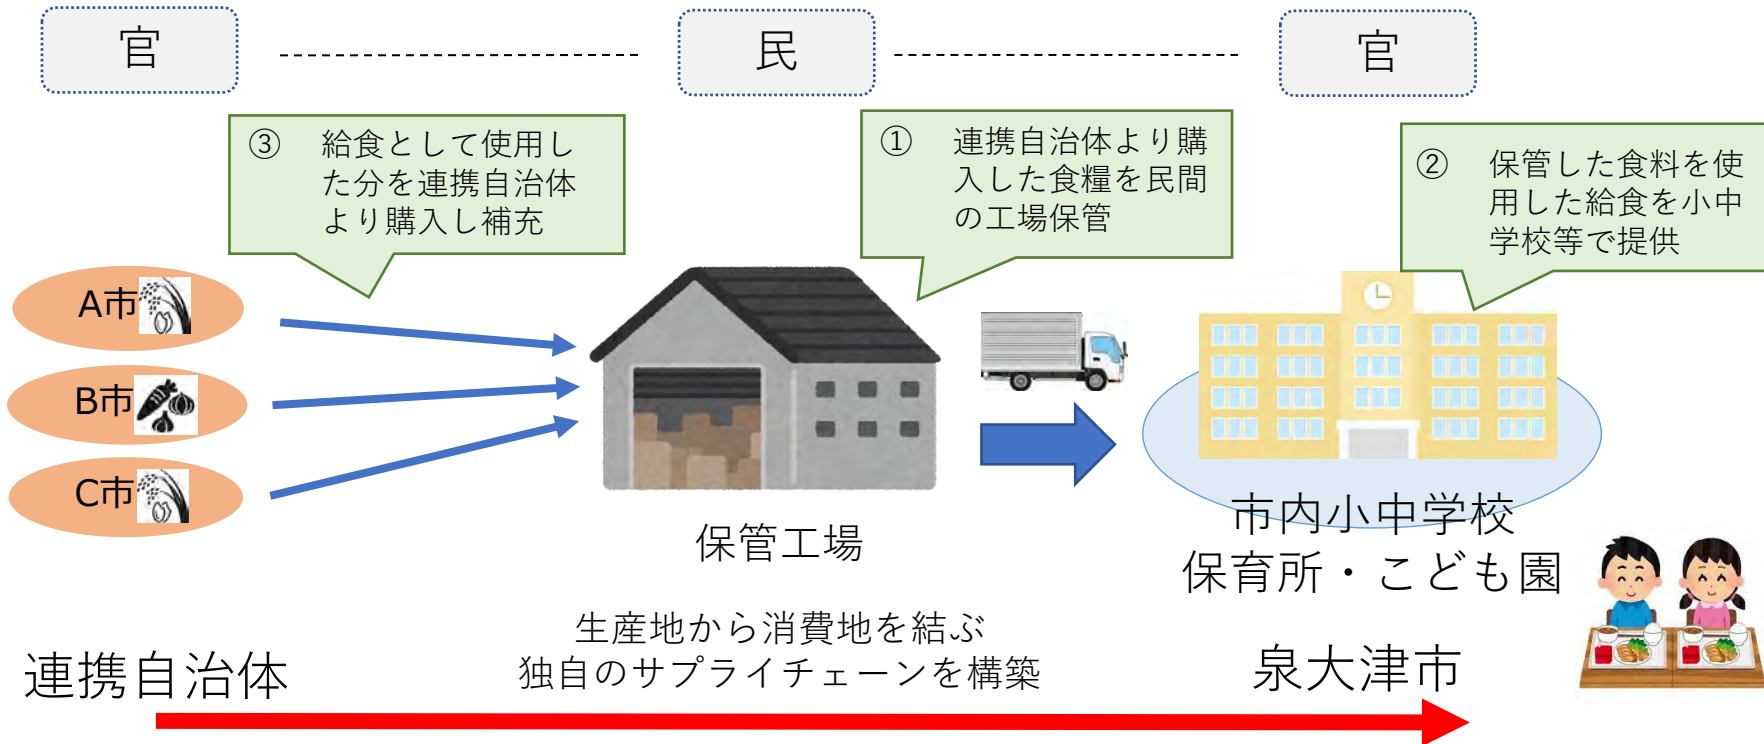 官
民
官
③ 給食として使用し
た分を連携自治体
より購入し補充
① 連携自治体より購
入した食糧を民間
の工場保管
② 保管した食料を使
用した給食を小中
学校等で提供
A市
B市
C市
保管工場
市内小中学校
保育所・こども園
生産地から消費地を結ぶ
独自のサプライチェーンを構築
連携自治体
泉大津市